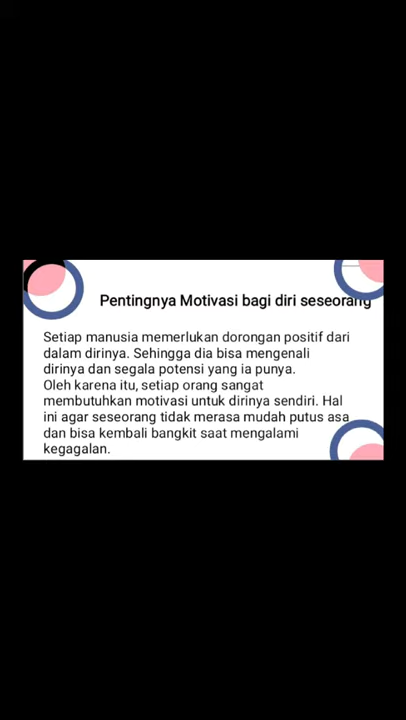 Pentingnya Motivasi bagi diri seseorang
Setiap manusia memerlukan dorongan positif dari
dalam dirinya. Sehingga dia bisa mengenali
dirinya dan segala potensi yang ia punya.
Oleh karena itu, setiap orang sangat
membutuhkan motivasi untuk dirinya sendiri. Hal
ini agar seseorang tidak merasa mudah putus asa
dan bisa kembali bangkit saat mengalami
kegagalan.